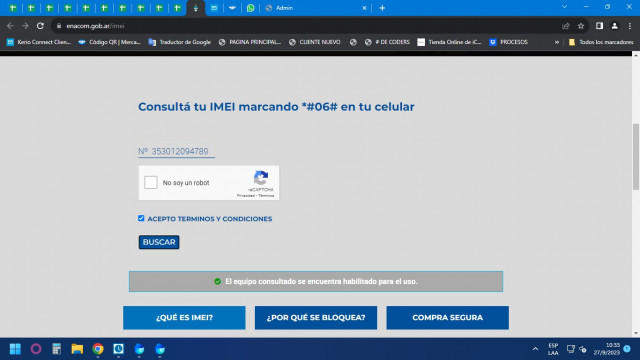 Admin
enacom.gob.ar/imei
Kerio Connect Clien...
Código QR | Merca...
Traductor de Google
PAGINA PRINCIPAL...
CLIENTE NUEVO
# DE CODERS
Tienda Online de iC...
PROCESOS
»
Todos los marcadores
Consultá tu IMEI marcando *#06# en tu celular
Nº 353012094789
No soy un robot
reCAPTCHA
Privacidad - Términos
ACEPTO TERMINOS Y CONDICIONES
BUSCAR
El equipo consultado se encuentra habilitado para el uso.
¿QUÉ ES IMEI?
¿POR QUÉ SE BLOQUEA?
COMPRA SEGURA
ESP
LAA
10:35
27/9/2023